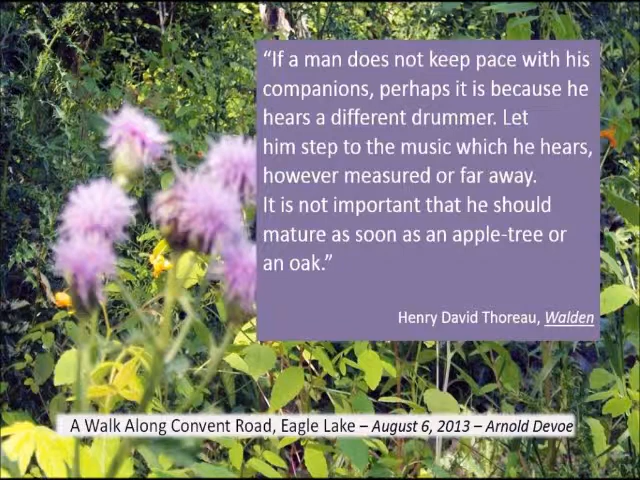 “If a man does not keep pace with his
companions, perhaps it is because he
hears a different drummer. Let
him step to the music which he hears,
however measured or far away.
It is not important that he should
mature as soon as an apple-tree or
an oak.”
Henry David Thoreau, Walden
A Walk Along Convent Road, Eagle Lake – August 6, 2013 – Arnold Devoe